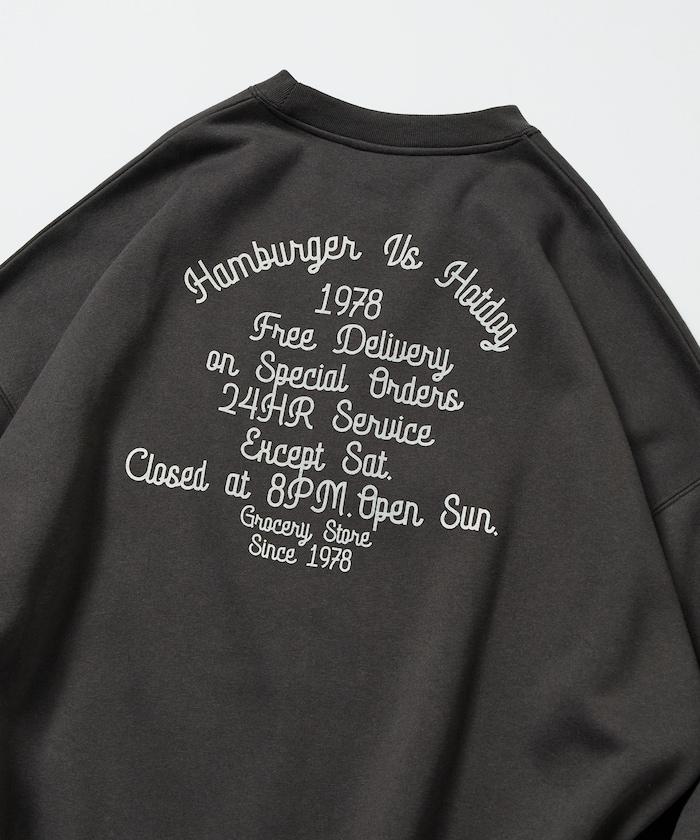 Hamburger Vs Hotdog
1978
Free Delivery
on Special Orders
24HR Service
Except Sat.
Closed at 8PM. Open Sun.
Grocery Store
Since 1978